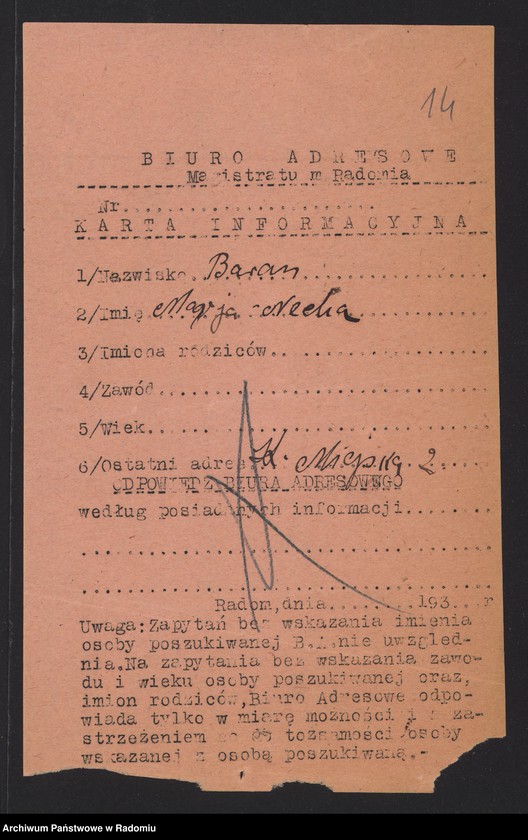 14
BIURO ADRESOWE
Magistratu m Radomia
Nr.
KARTA INFORMACYJNA
1/Nazwisko. Baran
2/Imię Marja Necha
3/Imiona rodziców.
4/Zawód.
5/Wiek.
6/Ostatni adres K. Miejska 2
ODPOWIEDŹ BIURA ADRESOWEGO
według posiadanych informacji.
Radom,dnia 193 r
Uwaga:Zapytań bez wskazania imienia
osoby poszukiwanej B.A.nie uwzględ-
nia.Na zapytania bez wskazania zawo-
du i wieku osoby poszukiwanej oraz,
imion rodziców,Biuro Adresowe odpo-
wiada tylko w miarę możności i z za-
strzeżeniem co do tożsamości osoby
wskazanej z osobą poszukiwaną.-
Archiwum Państwowe w Radomiu